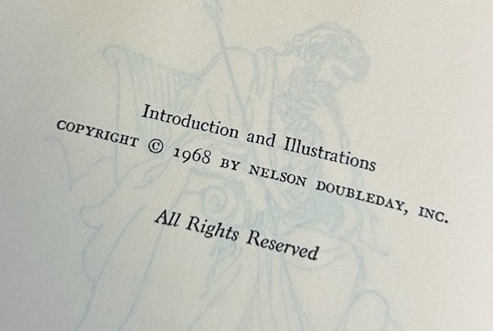 Introduction and Illustrations
COPYRIGHT © 1968 BY NELSON DOUBLEDAY, INC.
All Rights Reserved